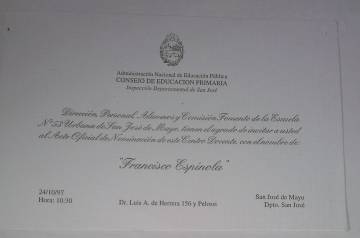 Administración Nacional de Educación Pública
CONSEJO DE EDUCACION PRIMARIA
Inspección Departamental de San José
Dirección, Personal, Alumnos y Comisión Fomento de la Escuela
Nº 53 Urbana de San José de Mayo, tienen el agrado de invitar a usted
al Acto Oficial de Nominación de este Centro Docente, con el nombre de:
"Francisco Espínola"
24/10/97
Hora: 10:30
Dr. Luis A. de Herrera 156 y Peloso
San José de Mayo
Dpto. San José